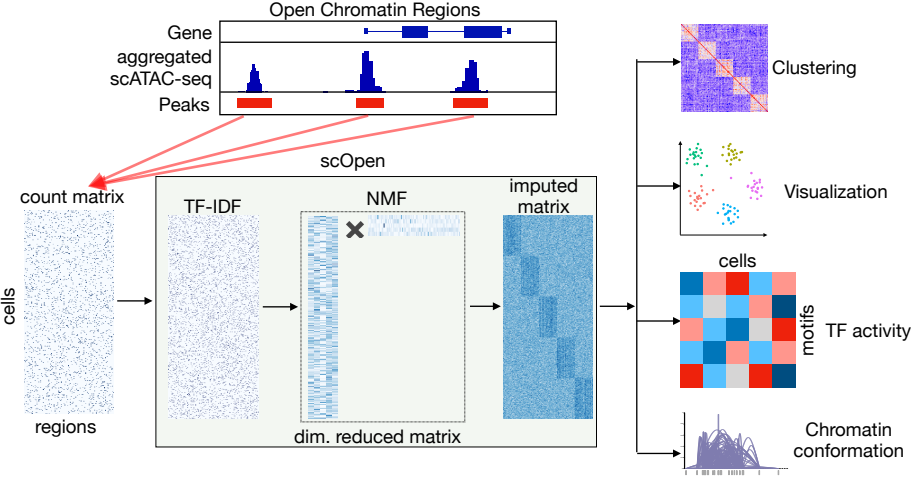 Open Chromatin Regions
Gene
aggregated
scATAC-seq
Peaks
scOpen
count matrix
TF-IDF
NMF
imputed
matrix
cells
regions
dim. reduced matrix
Clustering
Visualization
cells
motifs
TF activity
Chromatin
conformation